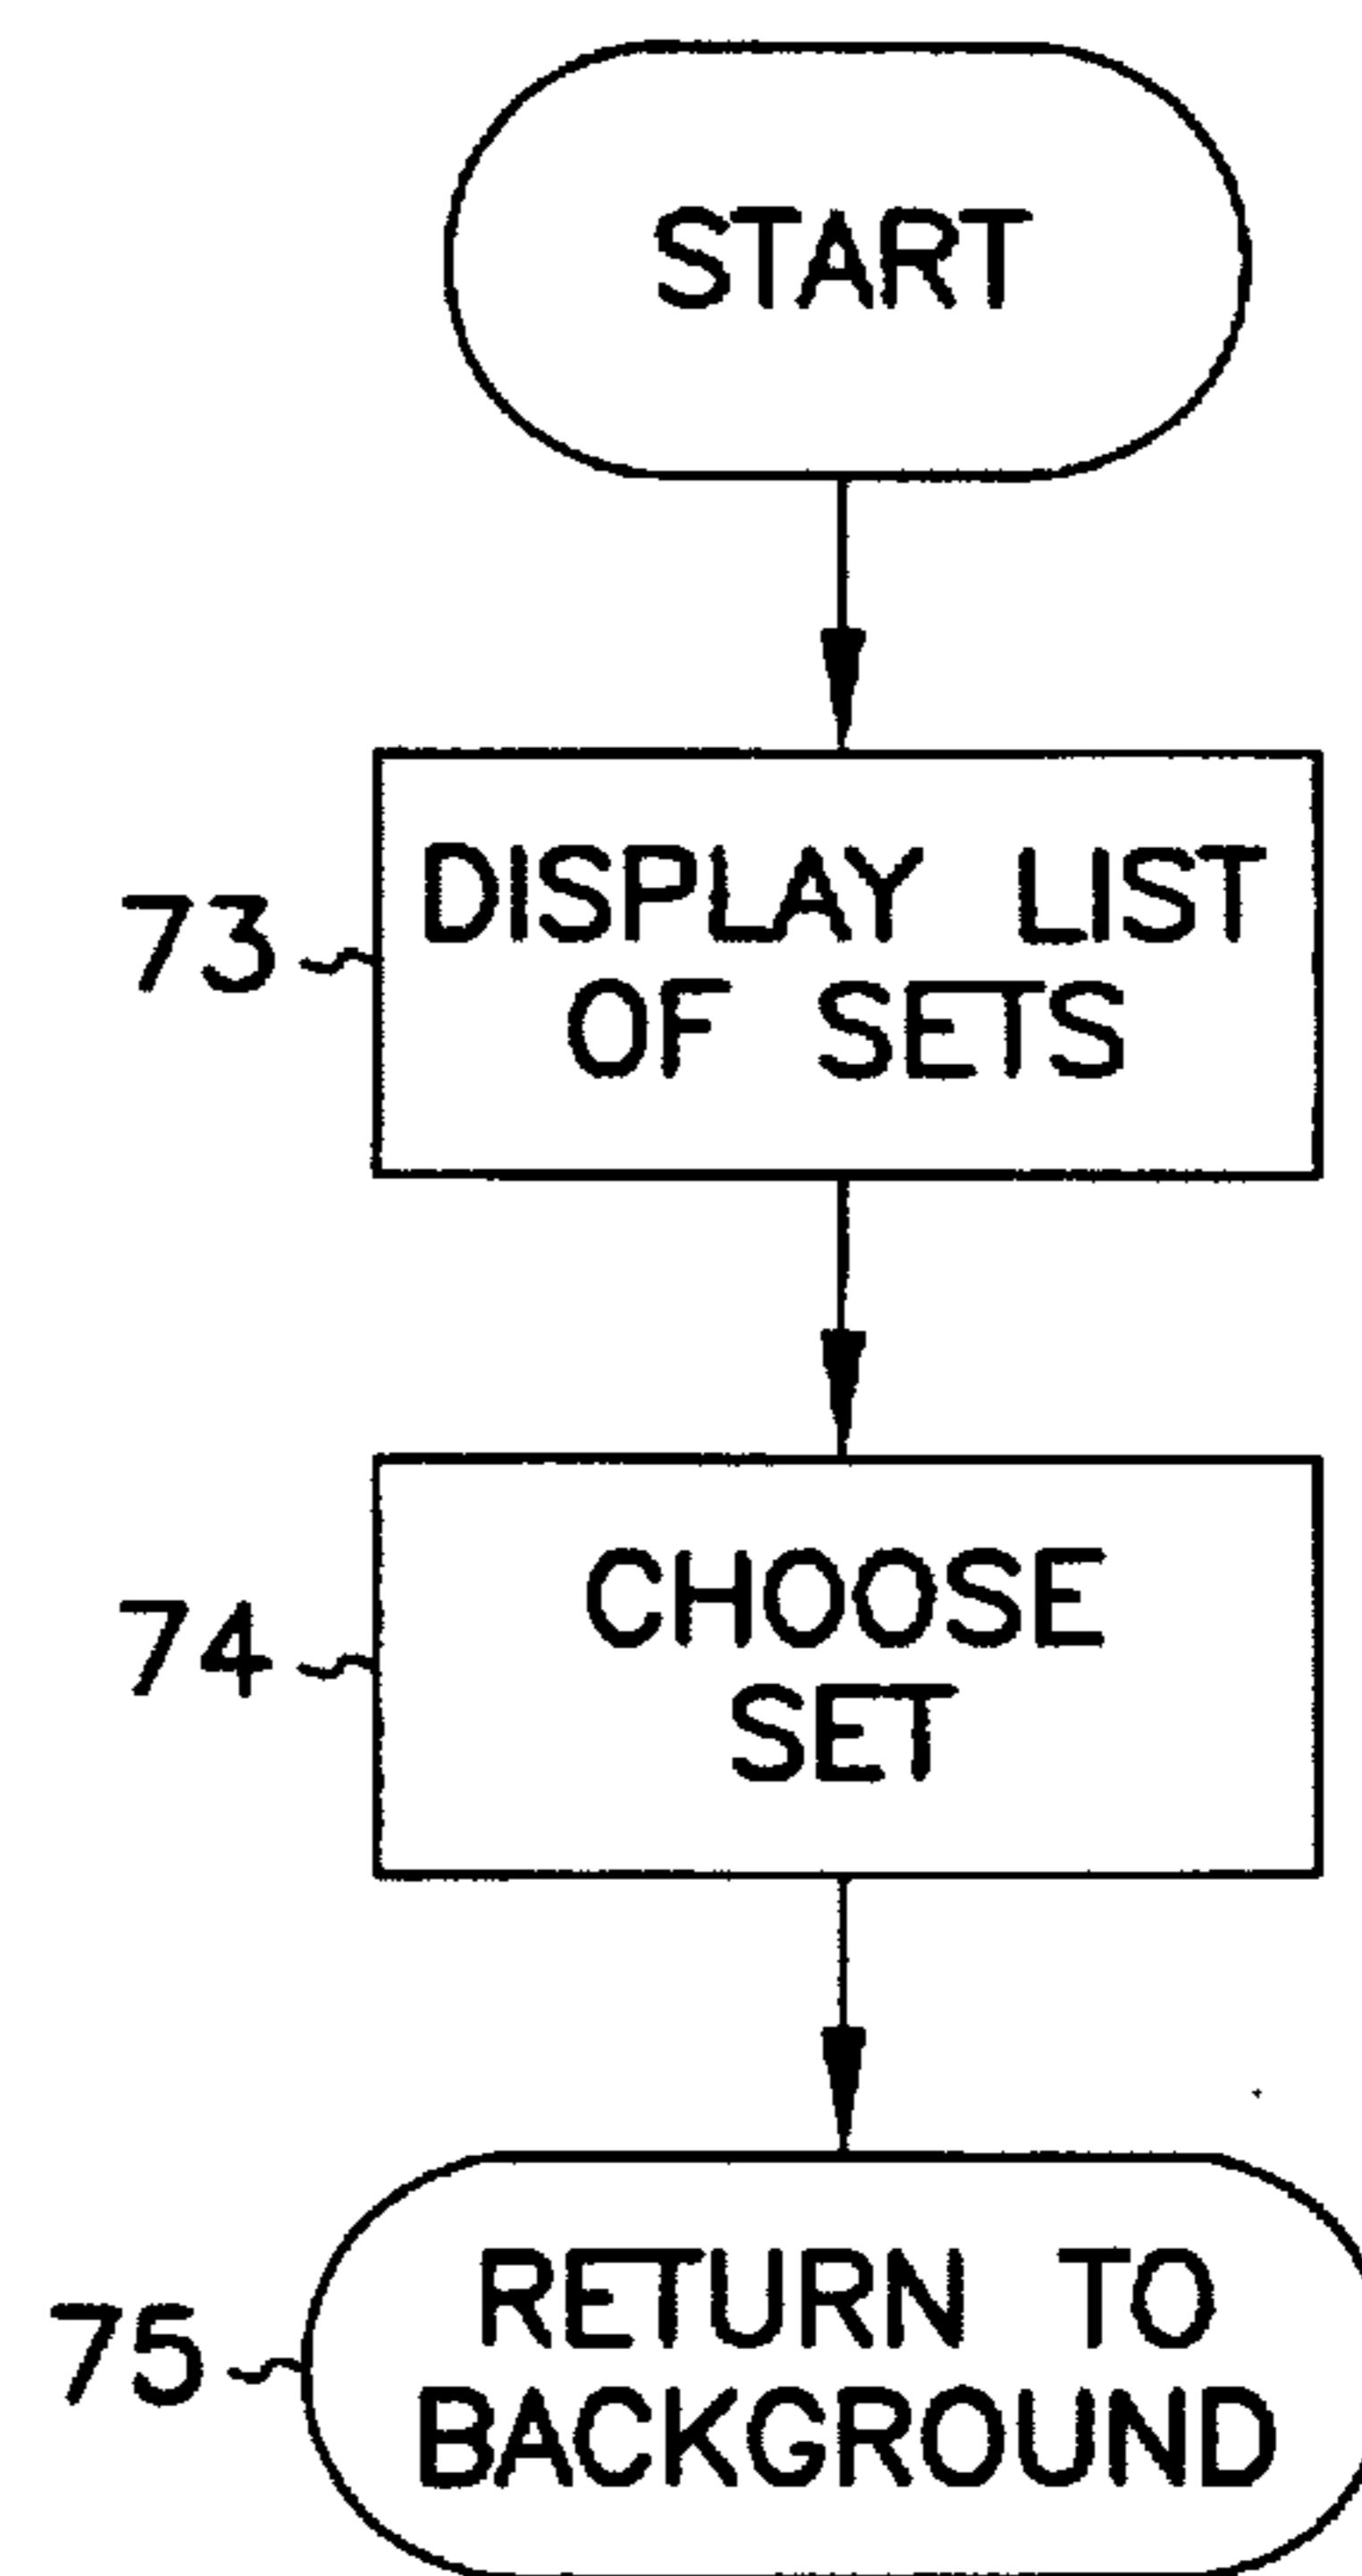 START
73
DISPLAY LIST
OF SETS
74
CHOOSE
SET
75
RETURN TO
BACKGROUND